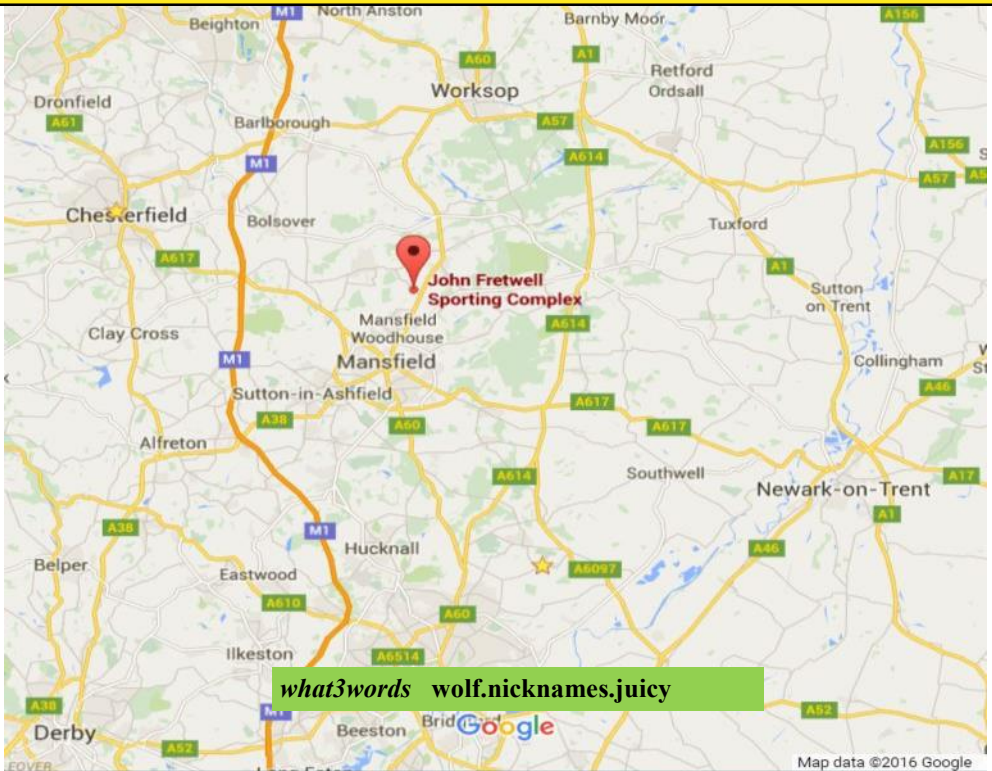 M1
North Anston
Barnby Moor
A156
Beighton
A60
A1
Retford
Ordsall
Worksop
Dronfield
A61
Barlborough
A57
A156
M1
A614
A57
Chesterfield
Bolsover
Tuxford
A617
John Fretwell
Sporting Complex
A1
Sutton
on Trent
Mansfield
Woodhouse
A614
Clay Cross
M1
Mansfield
Collingham
A46
Sutton-in-Ashfield
A617
A38
A60
A617
Alfreton
A614
Southwell
A17
Newark-on-Trent
A1
A38
M1
Hucknall
A46
Belper
Eastwood
A6097
A610
A60
Ilkeston
A6514
what3words wolf.nicknames.juicy
A38
M1
A52
Derby
Beeston
Google
A52
Map data ©2016 Google